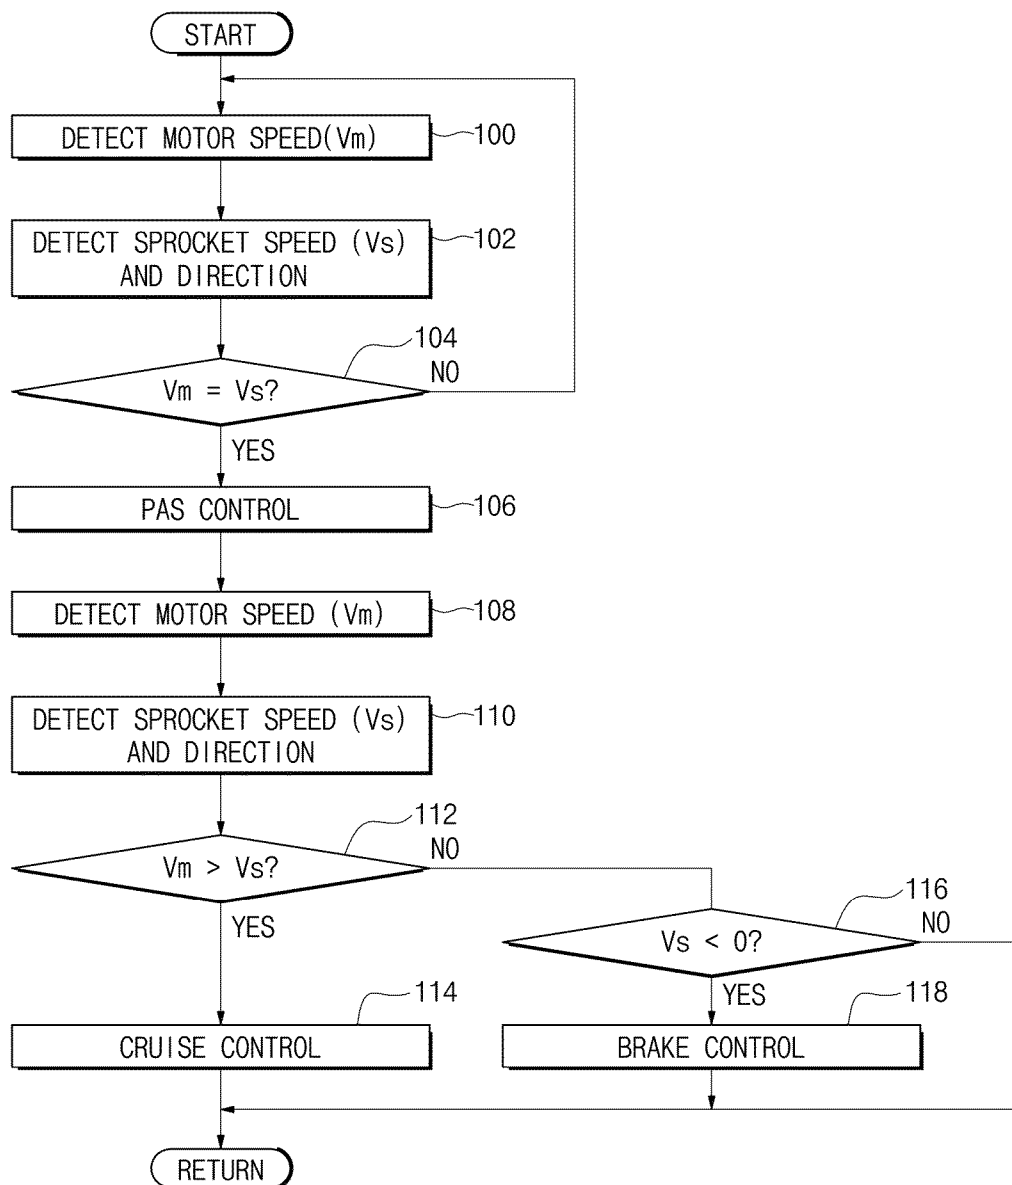 START
DETECT MOTOR SPEED(Vm)
100
DETECT SPROCKET SPEED (Vs)
AND DIRECTION
102
104
Vm = Vs?
NO
YES
PAS CONTROL
106
DETECT MOTOR SPEED (Vm)
108
DETECT SPROCKET SPEED (Vs)
AND DIRECTION
110
112
Vm > Vs?
NO
YES
116
Vs < 0?
NO
YES
114
CRUISE CONTROL
118
BRAKE CONTROL
RETURN